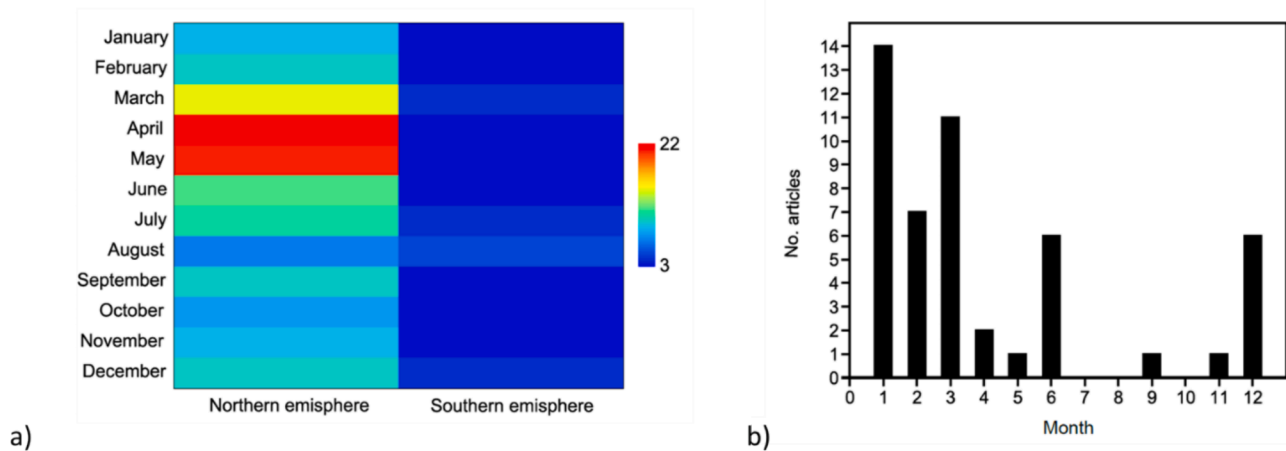 January
February
March
April
May
June
July
August
September
October
November
December
Northern emisphere
Southern emisphere
22
3
a)
14
13
12
11
10
9
8
7
6
5
4
3
2
1
0
No. articles
0 1 2 3 4 5 6 7 8 9 10 11 12
Month
b)